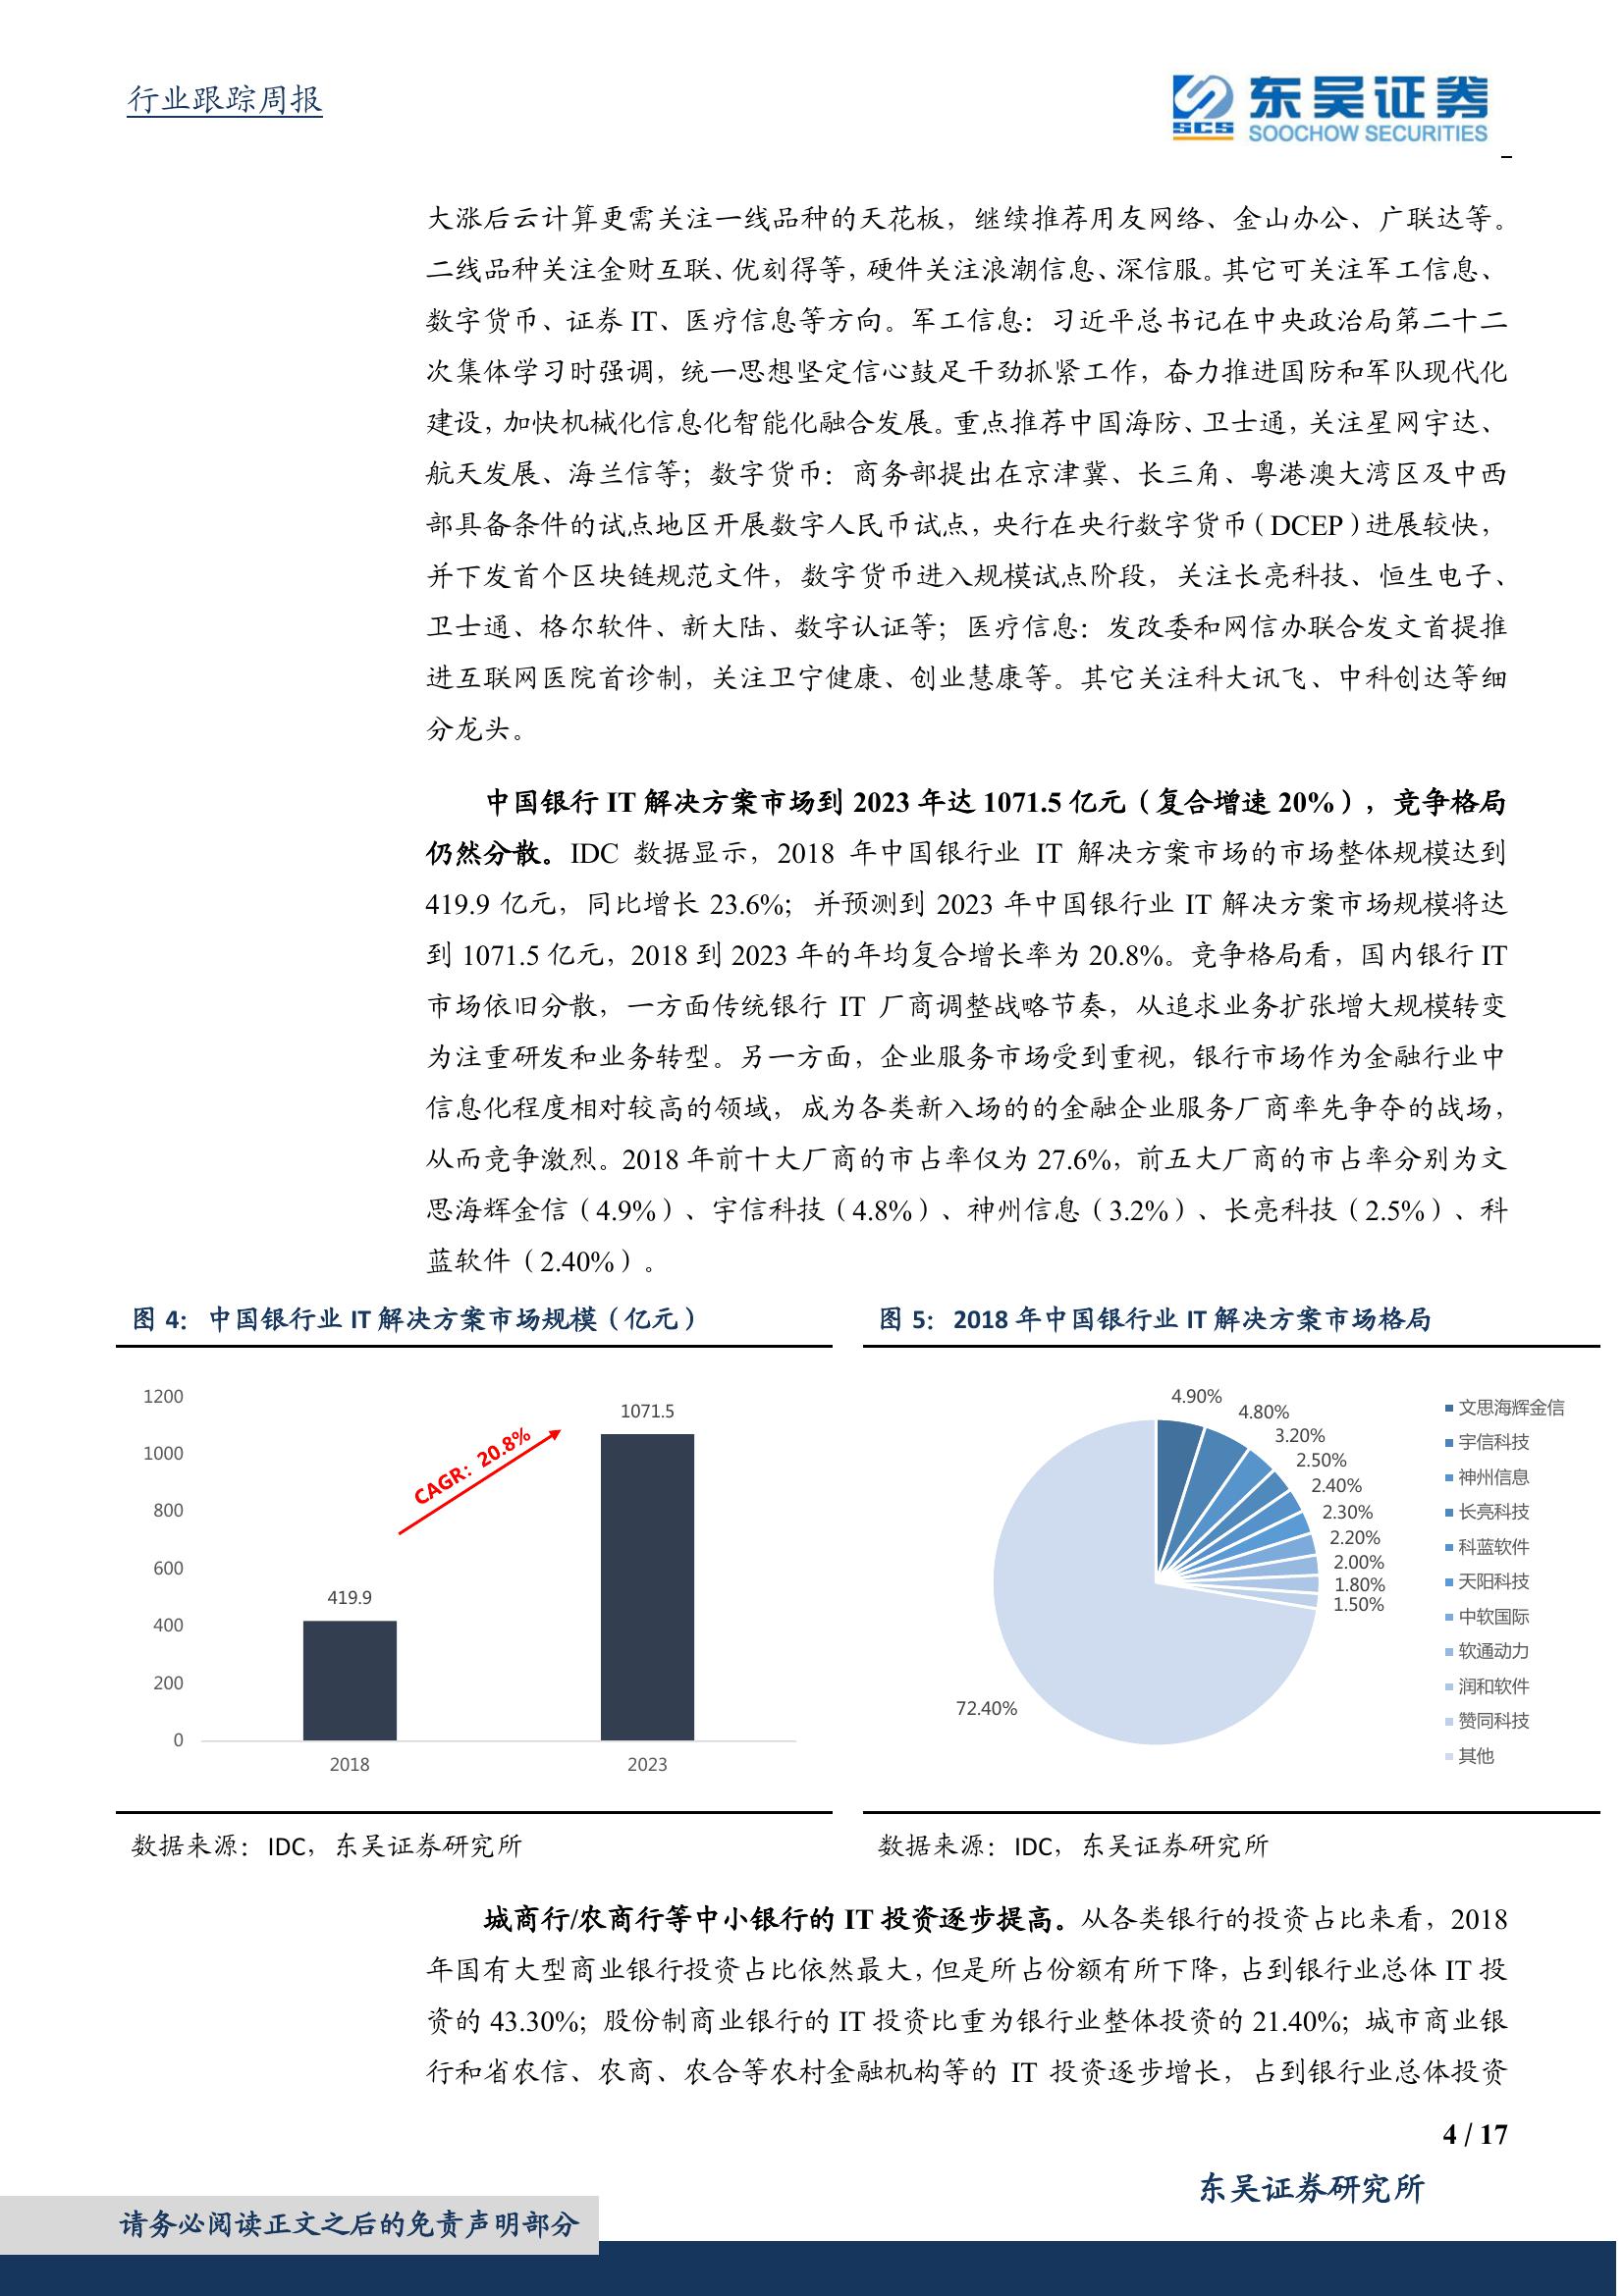 行业跟踪周报
东吴证券
SCS
SOOCHOW SECURITIES
大涨后云计算更需关注一线品种的天花板，继续推荐用友网络、金山办公、广联达等。
二线品种关注金财互联、优刻得等，硬件关注浪潮信息、深信服。其它可关注军工信息、
数字货币、证券 IT、医疗信息等方向。军工信息：习近平总书记在中央政治局第二十二
次集体学习时强调，统一思想坚定信心鼓足干劲抓紧工作，奋力推进国防和军队现代化
建设，加快机械化信息化智能化融合发展。重点推荐中国海防、卫士通，关注星网宇达、
航天发展、海兰信等；数字货币：商务部提出在京津冀、长三角、粤港澳大湾区及中西
部具备条件的试点地区开展数字人民币试点，央行在央行数字货币（DCEP）进展较快，
并下发首个区块链规范文件，数字货币进入规模试点阶段，关注长亮科技、恒生电子、
卫士通、格尔软件、新大陆、数字认证等；医疗信息：发改委和网信办联合发文首提推
进互联网医院首诊制，关注卫宁健康、创业慧康等。其它关注科大讯飞、中科创达等细
分龙头。
中国银行 IT 解决方案市场到 2023 年达 1071.5 亿元（复合增速 20%），竞争格局
仍然分散。IDC 数据显示，2018 年中国银行业 IT 解决方案市场的市场整体规模达到
419.9 亿元，同比增长 23.6%；并预测到 2023 年中国银行业 IT 解决方案市场规模将达
到 1071.5 亿元，2018 到 2023 年的年均复合增长率为 20.8%。竞争格局看，国内银行 IT
市场依旧分散，一方面传统银行 IT 厂商调整战略节奏，从追求业务扩张增大规模转变
为注重研发和业务转型。另一方面，企业服务市场受到重视，银行市场作为金融行业中
信息化程度相对较高的领域，成为各类新入场的的金融企业服务厂商率先争夺的战场，
从而竞争激烈。2018 年前十大厂商的市占率仅为 27.6%，前五大厂商的市占率分别为文
思海辉金信（4.9%）、宇信科技（4.8%）、神州信息（3.2%）、长亮科技（2.5%）、科
蓝软件（2.40%）。
图 4： 中国银行业 IT 解决方案市场规模（亿元）
1200
1000
800
600
400
200
0
419.9
1071.5
CAGR：20.8%
2018
2023
数据来源：IDC，东吴证券研究所
图 5： 2018 年中国银行业 IT 解决方案市场格局
4.90%
4.80%
3.20%
2.50%
2.40%
2.30%
2.20%
2.00%
1.80%
1.50%
72.40%
文思海辉金信
宇信科技
神州信息
长亮科技
科蓝软件
天阳科技
中软国际
软通动力
润和软件
赞同科技
其他
数据来源：IDC，东吴证券研究所
城商行/农商行等中小银行的 IT 投资逐步提高。从各类银行的投资占比来看，2018
年国有大型商业银行投资占比依然最大，但是所占份额有所下降，占到银行业总体 IT 投
资的 43.30%；股份制商业银行的 IT 投资比重为银行业整体投资的 21.40%；城市商业银
行和省农信、农商、农合等农村金融机构等的 IT 投资逐步增长，占到银行业总体投资
4 / 17
东吴证券研究所
请务必阅读正文之后的免责声明部分